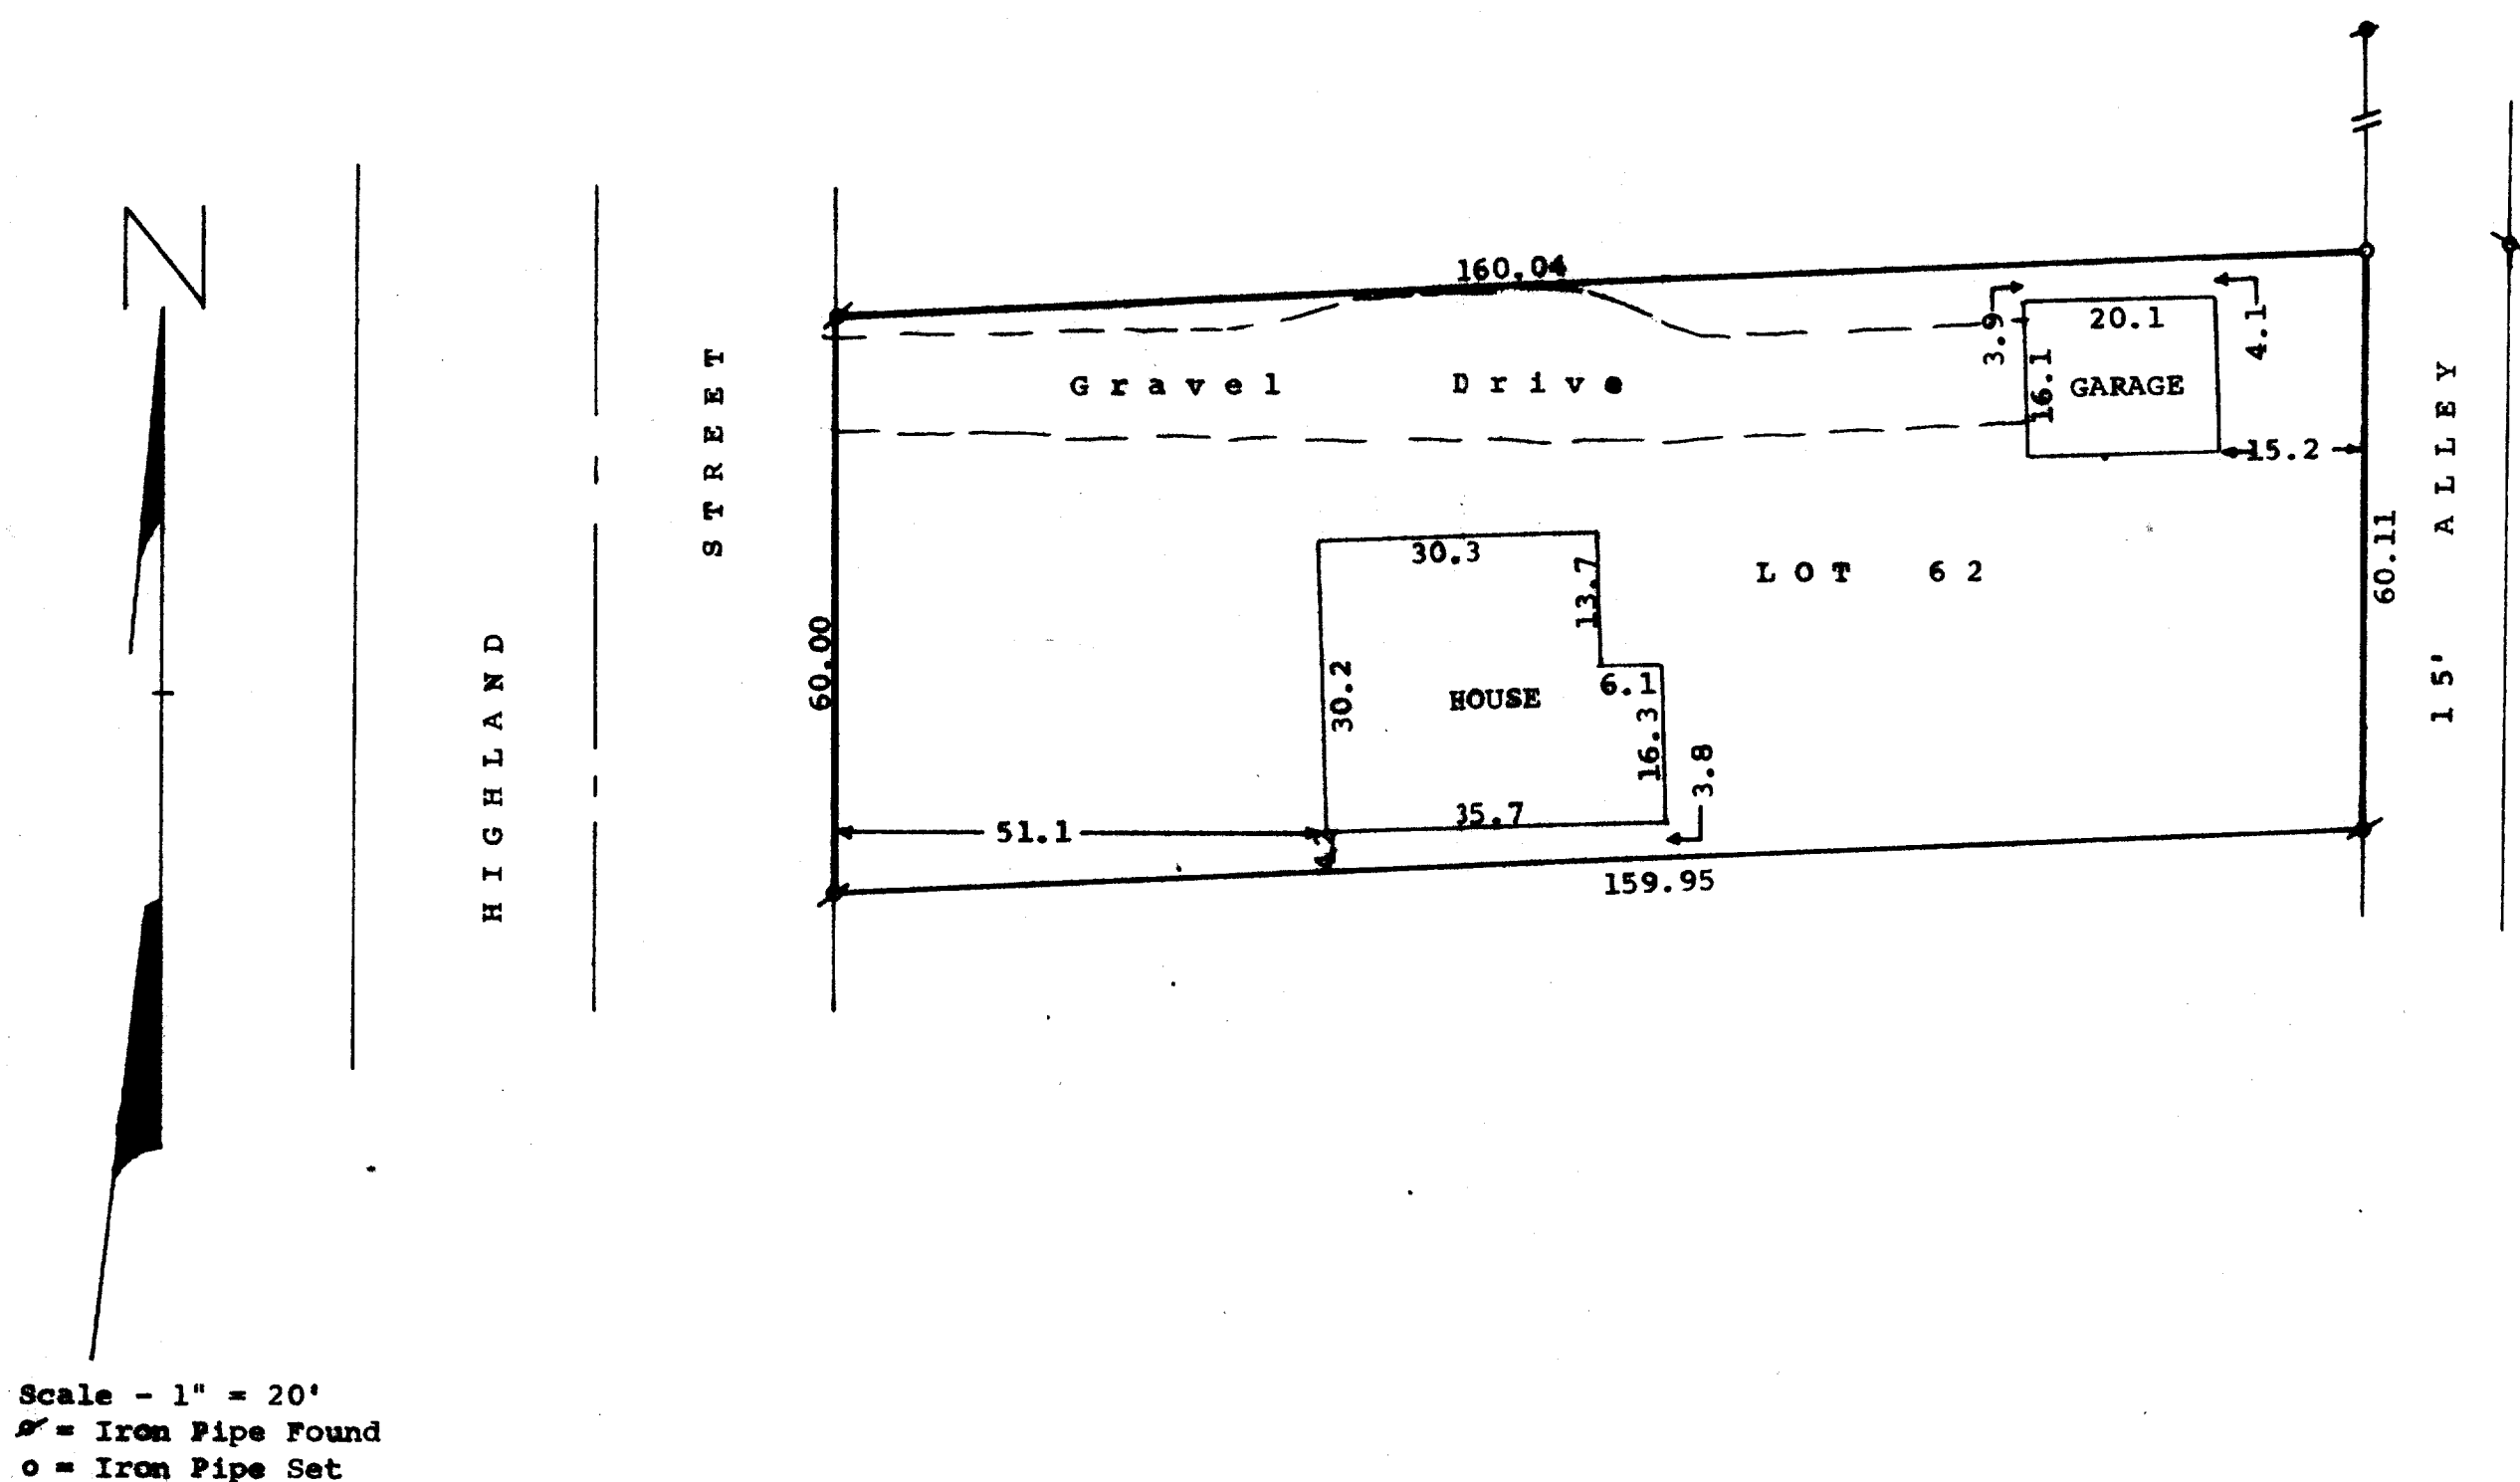 N
HIGHLAND
STREET
160.04
60.00
Gravel Drive
3.9
20.1
4.1
16.1
GARAGE
15.2
30.3
13.7
LOT 62
60.11
15' ALLEY
30.2
HOUSE
6.1
16.3
3.8
51.1
35.7
159.95
Scale - 1" = 20'
= Iron Pipe Found
o = Iron Pipe Set